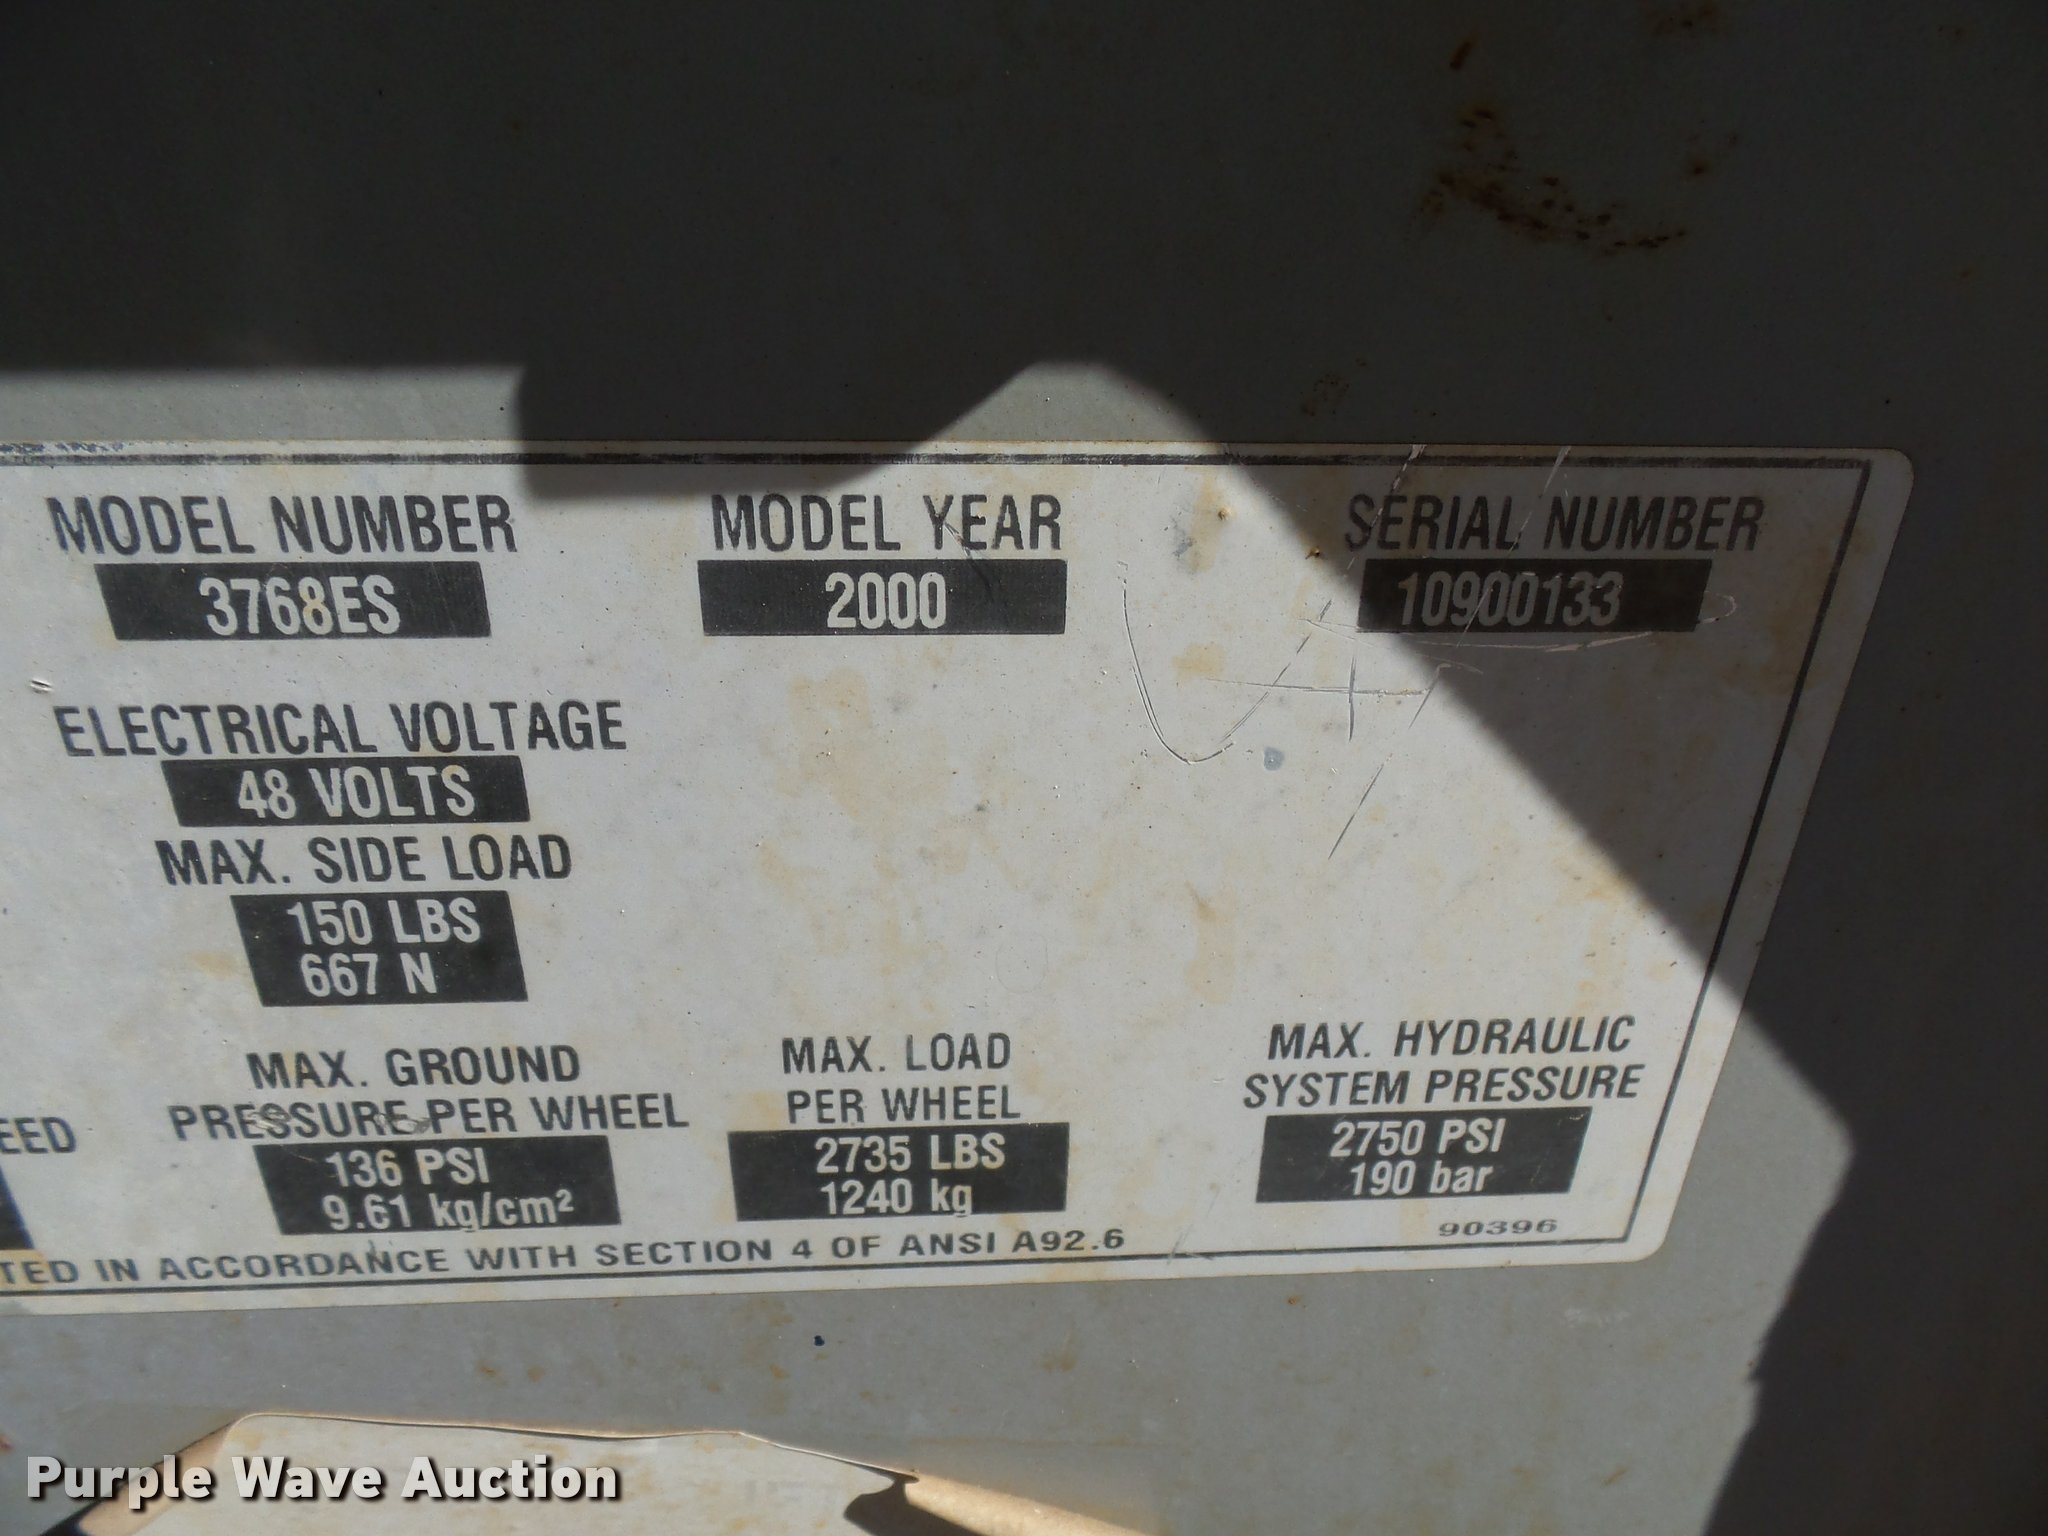 MODEL NUMBER
3768ES
MODEL YEAR
2000
SERIAL NUMBER
10900133
ELECTRICAL VOLTAGE
48 VOLTS
MAX. SIDE LOAD
150 LBS
667 N
EED
MAX. GROUND
PRESSURE PER WHEEL
136 PSI
9.61 kg/cm²
MAX. LOAD
PER WHEEL
2735 LBS
1240 kg
MAX. HYDRAULIC
SYSTEM PRESSURE
2750 PSI
190 bar
90396
TED IN ACCORDANCE WITH SECTION 4 OF ANSI A92.6
Purple Wave Auction